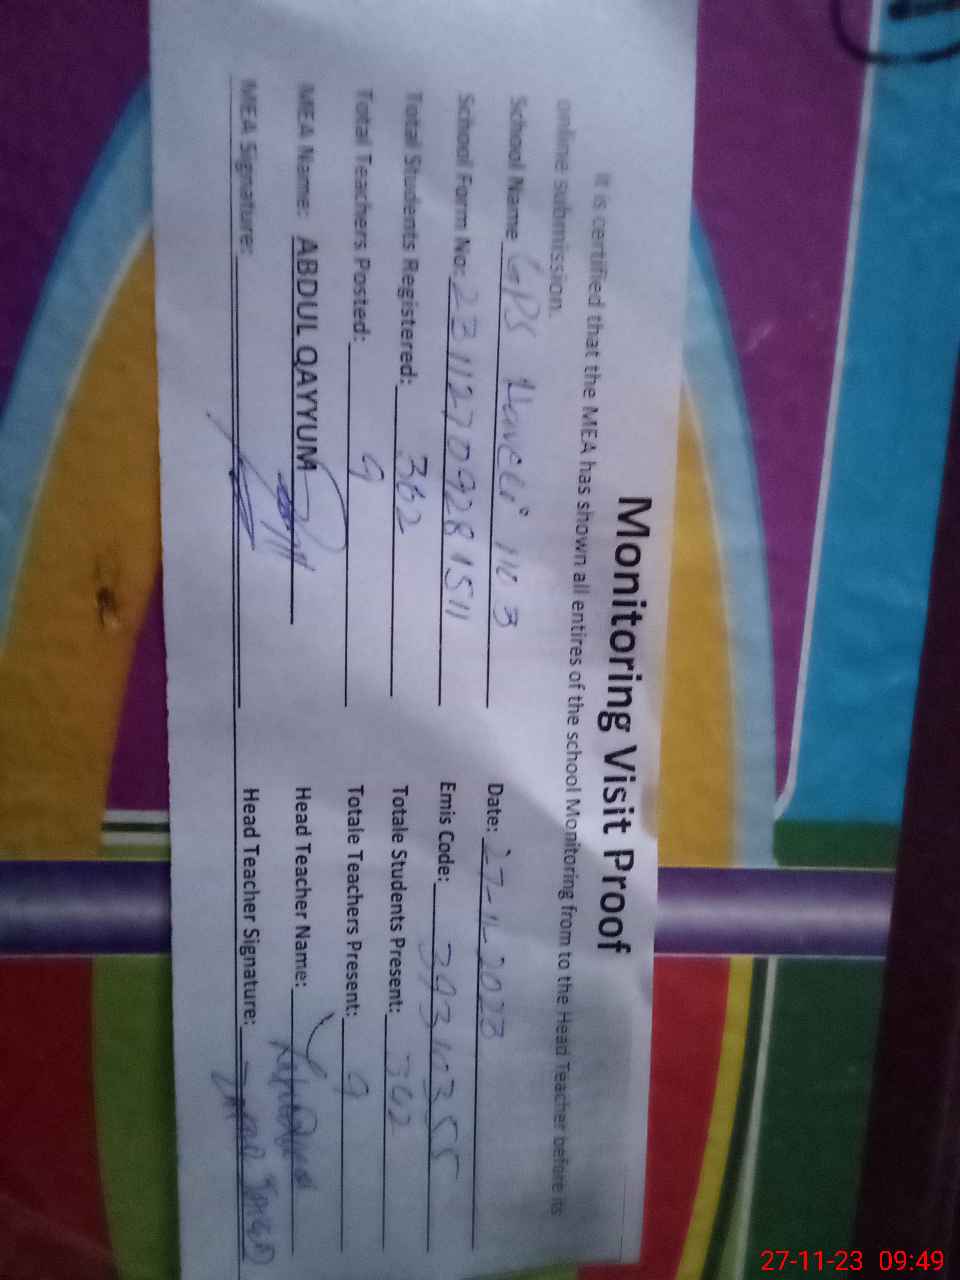 Monitoring Visit Proof
It is certified that the MEA has shown all entires of the school Monitoring from to the Head Teacher before its
online submission.
School Name GPS Haveli
Date: 27-11-2023
School Form No: 23112709281511
Emis Code:
Total Students Registered: 362
Totale Students Present: 342
Total Teachers Posted: 9
Totale Teachers Present: 9
MEA Name: ABDUL QAYYUM
Head Teacher Name:
MEA Signature:
Head Teacher Signature:
27-11-23 09:49